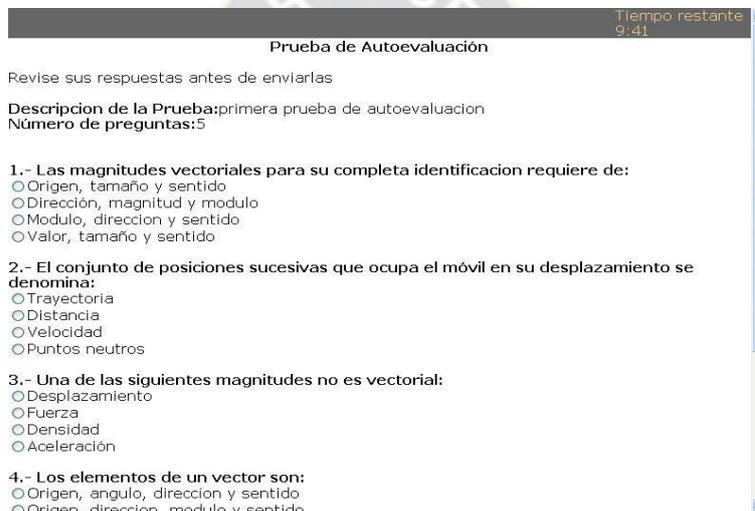 Tiempo restante
9:41
Prueba de Autoevaluación
Revise sus respuestas antes de enviarlas
Descripcion de la Prueba:primera prueba de autoevaluacion
Número de preguntas:5
1.- Las magnitudes vectoriales para su completa identificacion requiere de:
Origen, tamaño y sentido
Dirección, magnitud y modulo
Modulo, direccion y sentido
Valor, tamaño y sentido
2.- El conjunto de posiciones sucesivas que ocupa el móvil en su desplazamiento se
denomina:
Trayectoria
Distancia
Velocidad
Puntos neutros
3.- Una de las siguientes magnitudes no es vectorial:
Desplazamiento
Fuerza
Densidad
Aceleración
4.- Los elementos de un vector son:
Origen, angulo, direccíon y sentido
Origen, direccion, modulo y sentido